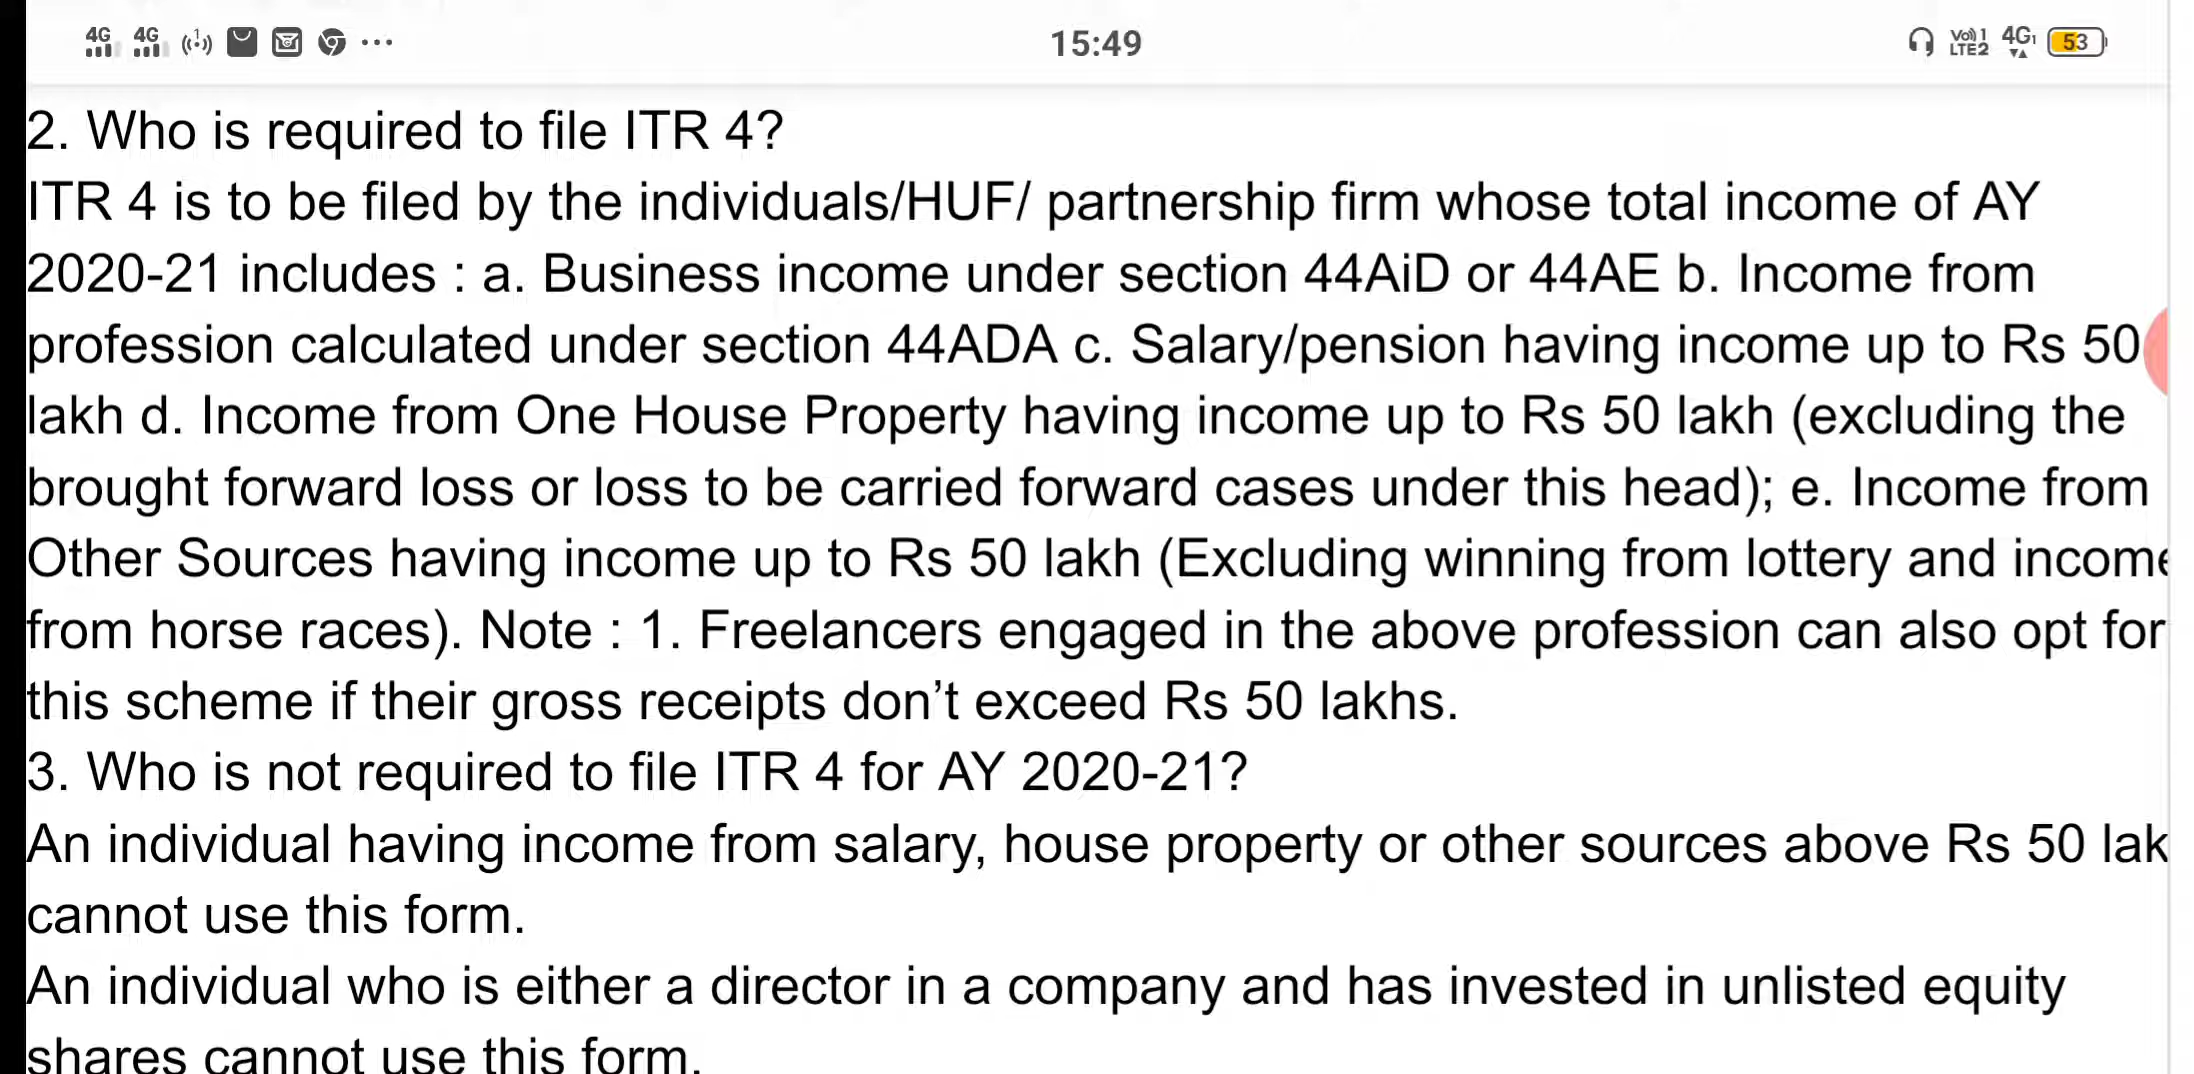 4G 4G 1 15:49 Vo)) 1 LTE2 4G1 53
2. Who is required to file ITR 4?
ITR 4 is to be filed by the individuals/HUF/ partnership firm whose total income of AY
2020-21 includes : a. Business income under section 44AiD or 44AE b. Income from
profession calculated under section 44ADA c. Salary/pension having income up to Rs 50
lakh d. Income from One House Property having income up to Rs 50 lakh (excluding the
brought forward loss or loss to be carried forward cases under this head); e. Income from
Other Sources having income up to Rs 50 lakh (Excluding winning from lottery and income
from horse races). Note : 1. Freelancers engaged in the above profession can also opt for
this scheme if their gross receipts don’t exceed Rs 50 lakhs.
3. Who is not required to file ITR 4 for AY 2020-21?
An individual having income from salary, house property or other sources above Rs 50 lak
cannot use this form.
An individual who is either a director in a company and has invested in unlisted equity
shares cannot use this form.